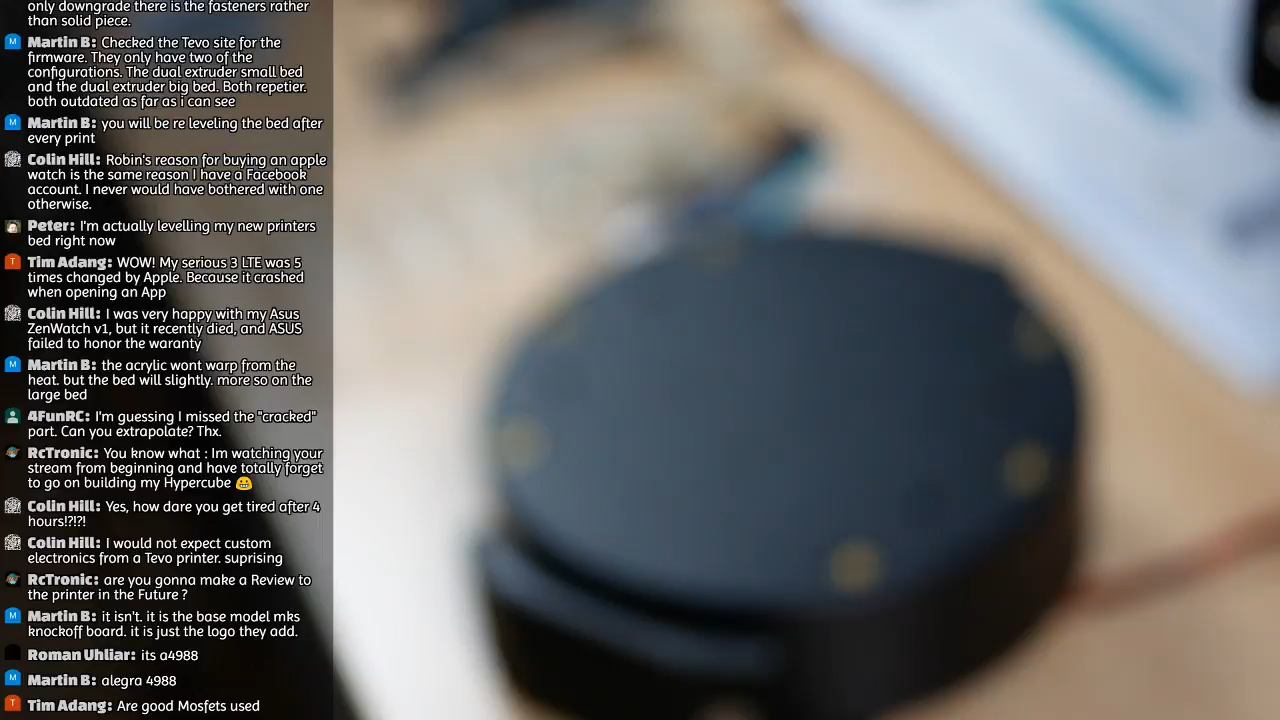 only downgrade there is the fasteners rather
than solid piece.
Martin B: Checked the Tevo site for the
firmware. They only have two of the
configurations. The dual extruder small bed
and the dual extruder big bed. Both repetier.
both outdated as far as i can see
Martin B: you will be re leveling the bed after
every print
Colin Hill: Robin's reason for buying an apple
watch is the same reason I have a Facebook
account. I never would have bothered with one
otherwise.
Peter: I'm actually levelling my new printers
bed right now
Tim Adang: WOW! My serious 3 LTE was 5
times changed by Apple. Because it crashed
when opening an App
Colin Hill: I was very happy with my Asus
ZenWatch v1, but it recently died, and ASUS
failed to honor the waranty
Martin B: the acrylic wont warp from the
heat. but the bed will slightly. more so on the
large bed
4FunRC: I'm guessing I missed the "cracked"
part. Can you extrapolate? Thx.
RcTronic: You know what : Im watching your
stream from beginning and have totally forget
to go on building my Hypercube 😀
Colin Hill: Yes, how dare you get tired after 4
hours!?!?!
Colin Hill: I would not expect custom
electronics from a Tevo printer. suprising
RcTronic: are you gonna make a Review to
the printer in the Future ?
Martin B: it isn't. it is the base model mks
knockoff board. it is just the logo they add.
Roman Uhliar: its a4988
Martin B: alegra 4988
Tim Adang: Are good Mosfets used